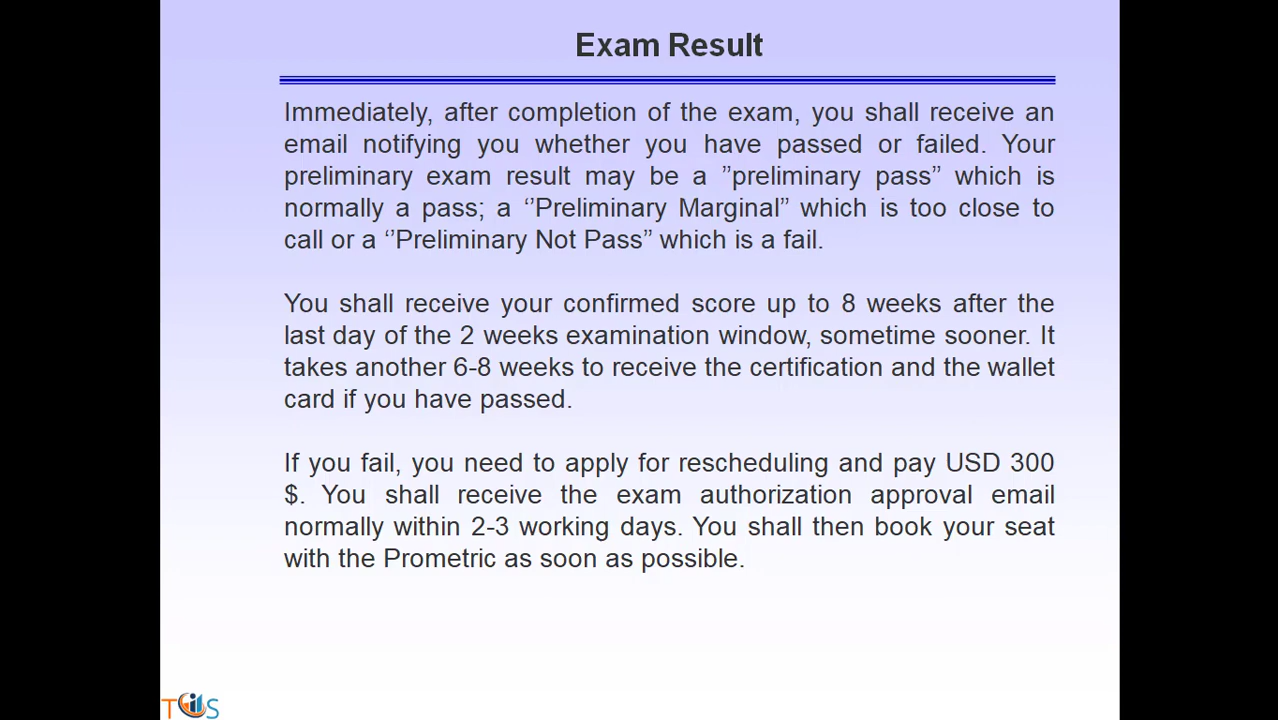 Exam Result
Immediately, after completion of the exam, you shall receive an
email notifying you whether you have passed or failed. Your
preliminary exam result may be a ”preliminary pass” which is
normally a pass; a ‘’Preliminary Marginal” which is too close to
call or a ‘’Preliminary Not Pass” which is a fail.
You shall receive your confirmed score up to 8 weeks after the
last day of the 2 weeks examination window, sometime sooner. It
takes another 6-8 weeks to receive the certification and the wallet
card if you have passed.
If you fail, you need to apply for rescheduling and pay USD 300
$. You shall receive the exam authorization approval email
normally within 2-3 working days. You shall then book your seat
with the Prometric as soon as possible.